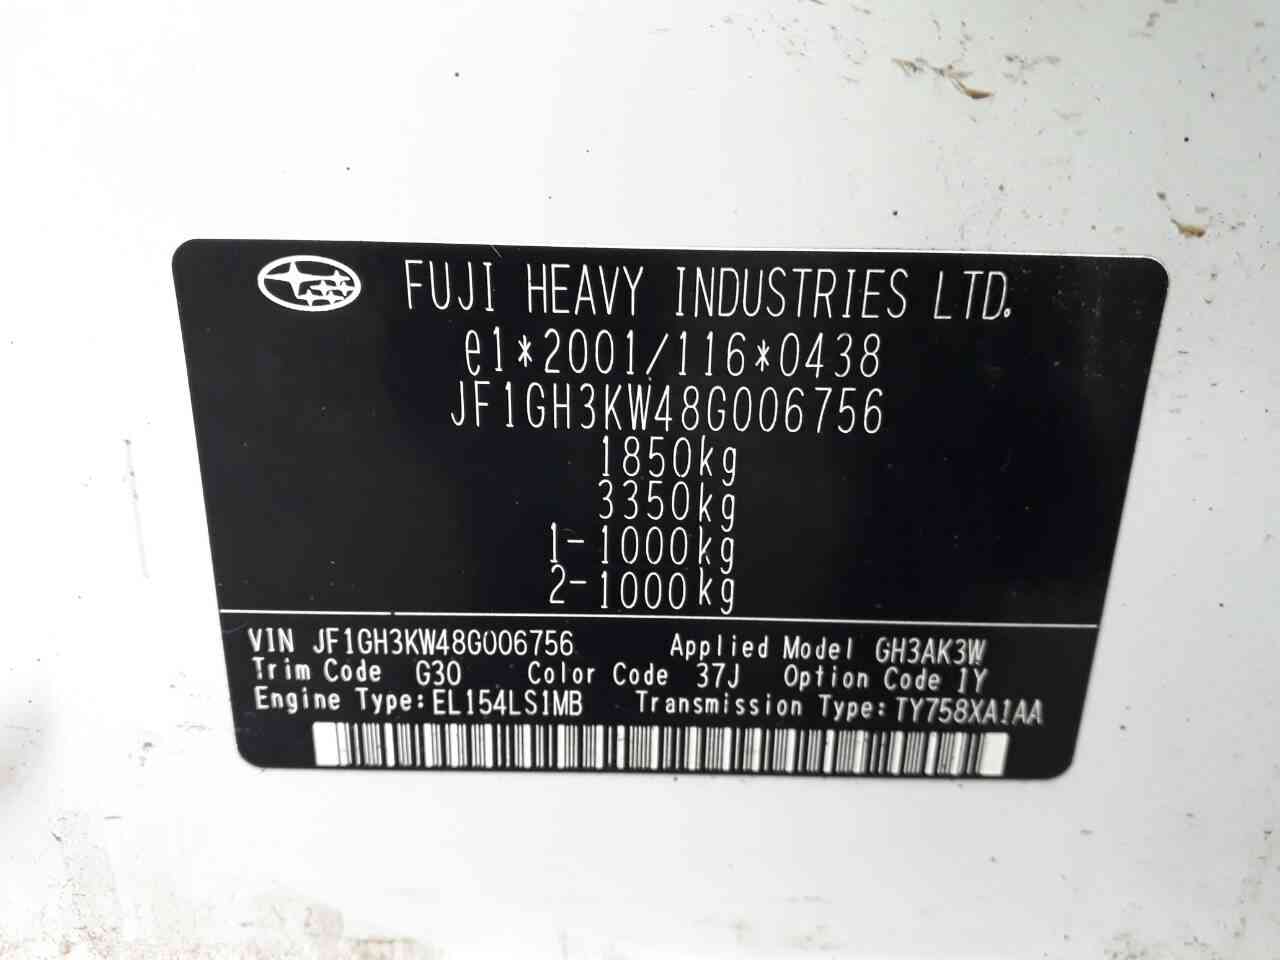 FUJI HEAVY INDUSTRIES LTD.
e1*2001/116*0438
JF1GH3KW48G006756
1850kg
3350kg
1-1000kg
2-1000kg
VIN JF1GH3KW48G006756 Applied Model GH3AK3W
Trim Code G30 Color Code 37J Option Code 1Y
Engine Type: EL154LS1MB Transmission Type: TY758XA1AA